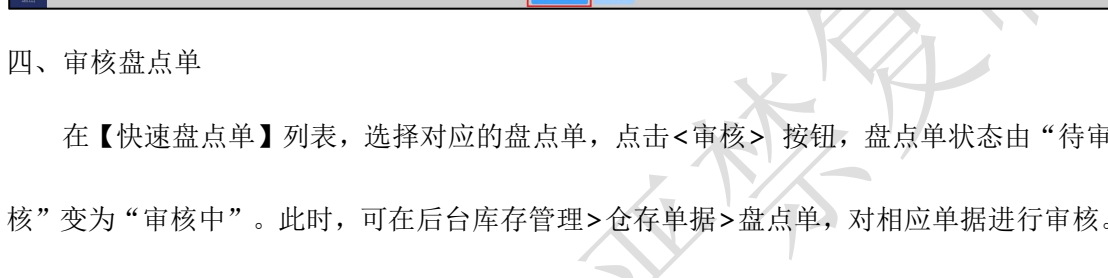 四、审核盘点单
在【快速盘点单】列表，选择对应的盘点单，点击<审核> 按钮，盘点单状态由“待审
核”变为“审核中”。此时，可在后台库存管理>仓存单据>盘点单，对相应单据进行审核。
严禁复